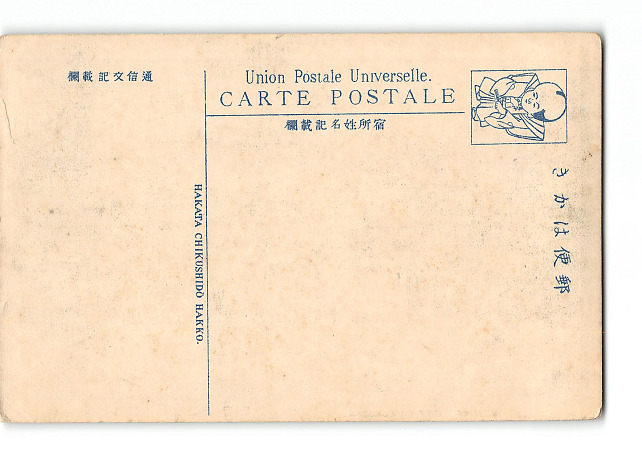 通信文記載欄
Union Postale Universelle.
CARTE POSTALE
宿所姓名記載欄
きかは便郵
HAKATA CHIKUSHIDŌ HAKKO.